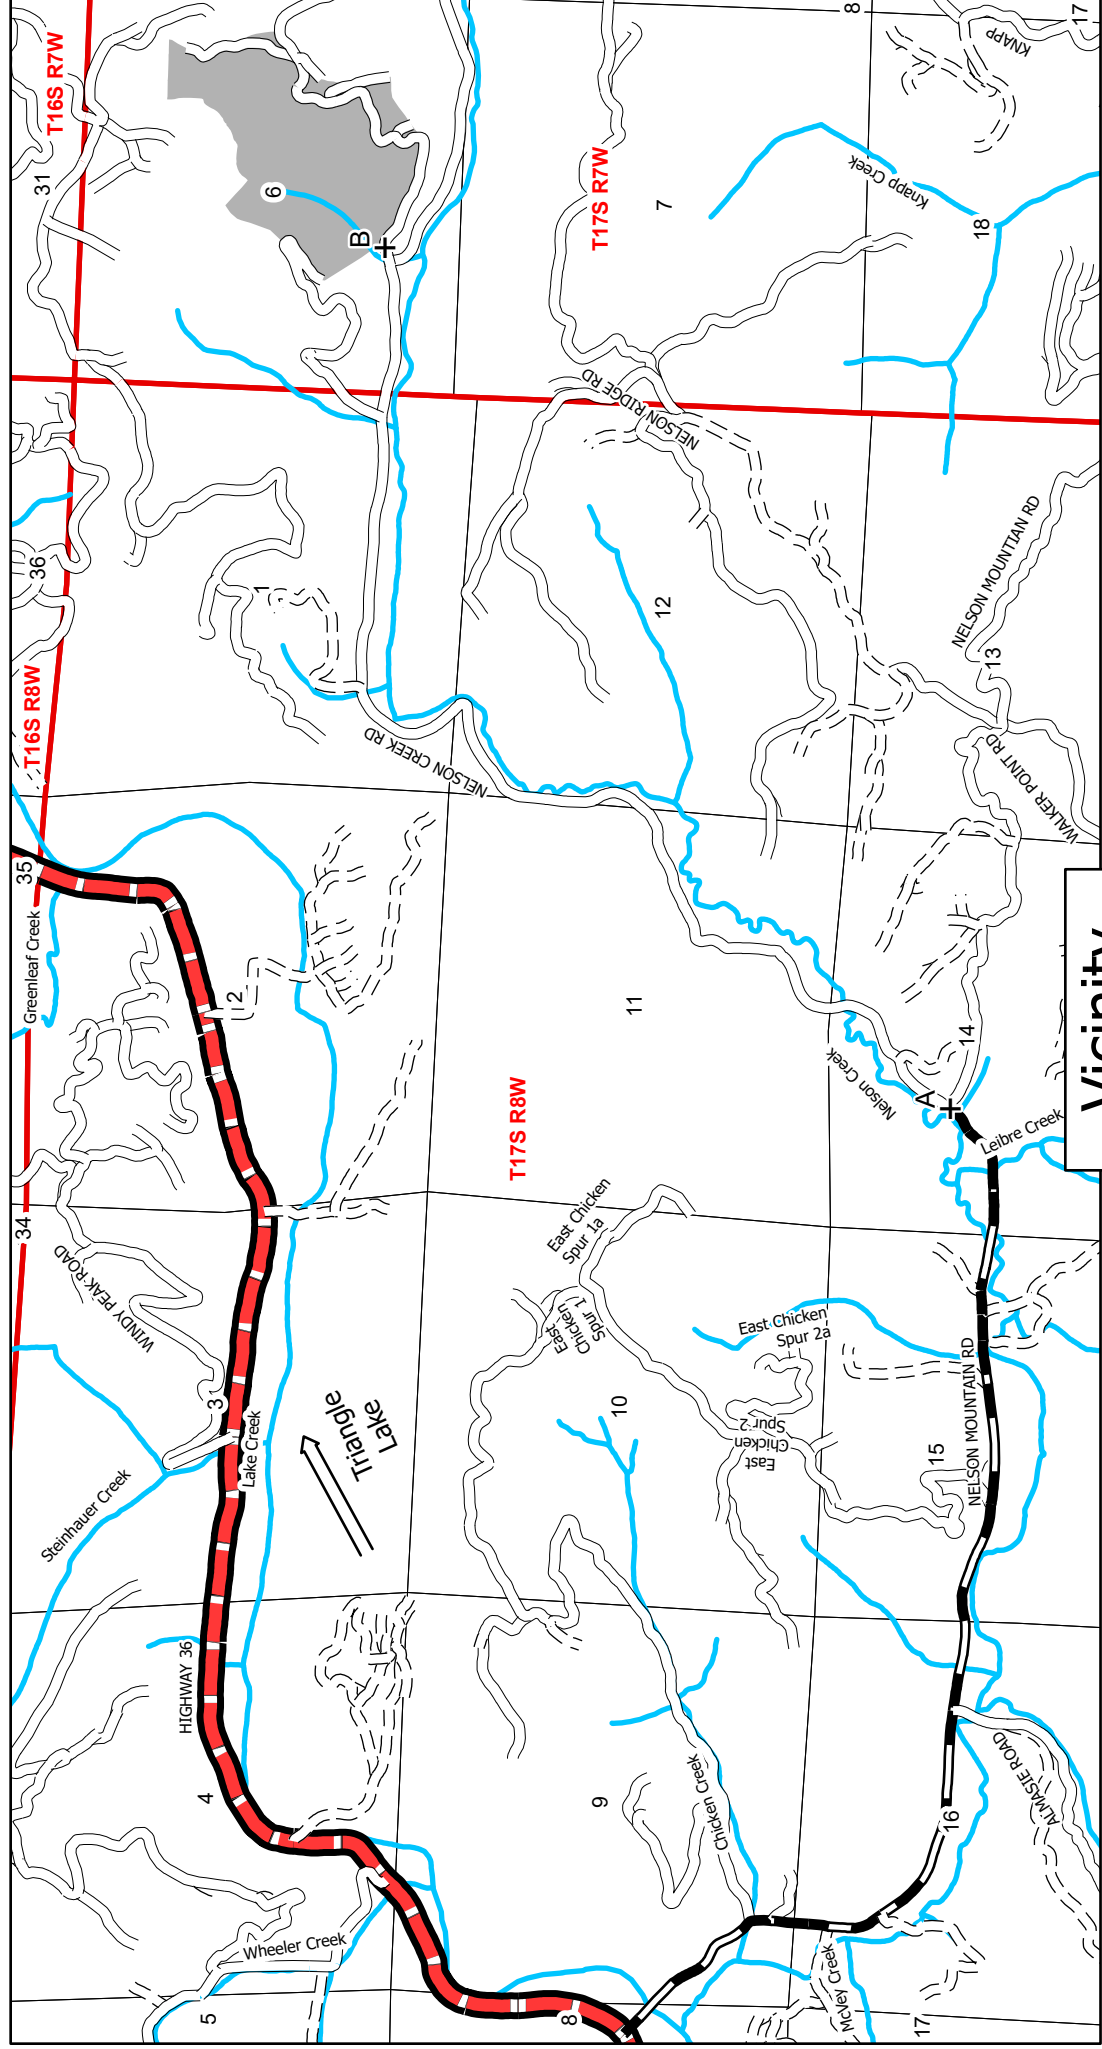 T16S R8W
T16S R7W
T17S R8W
T17S R7W
34
35
36
31
Greenleaf Creek
WINDY PEAK ROAD
Steinhauer Creek
HIGHWAY 36
Lake Creek
Triangle
Lake
Wheeler Creek
5
4
3
2
1
6
B
NELSON CREEK RD
NELSON RIDGE RD
8
9
10
11
12
7
8
East Chicken
Spur 1a
East
Chicken
Spur 1
East Chicken
Spur 2a
East
Chicken
Spur 2
Chicken Creek
Nelson Creek
A
Leibre Creek
Knapp Creek
KNAPP
McVey Creek
NELSON MOUNTAIN RD
NELSON MOUNTIAN RD
WALKER POINT RD
ALMASIE ROAD
17
16
15
14
13
18
17
Vicinity